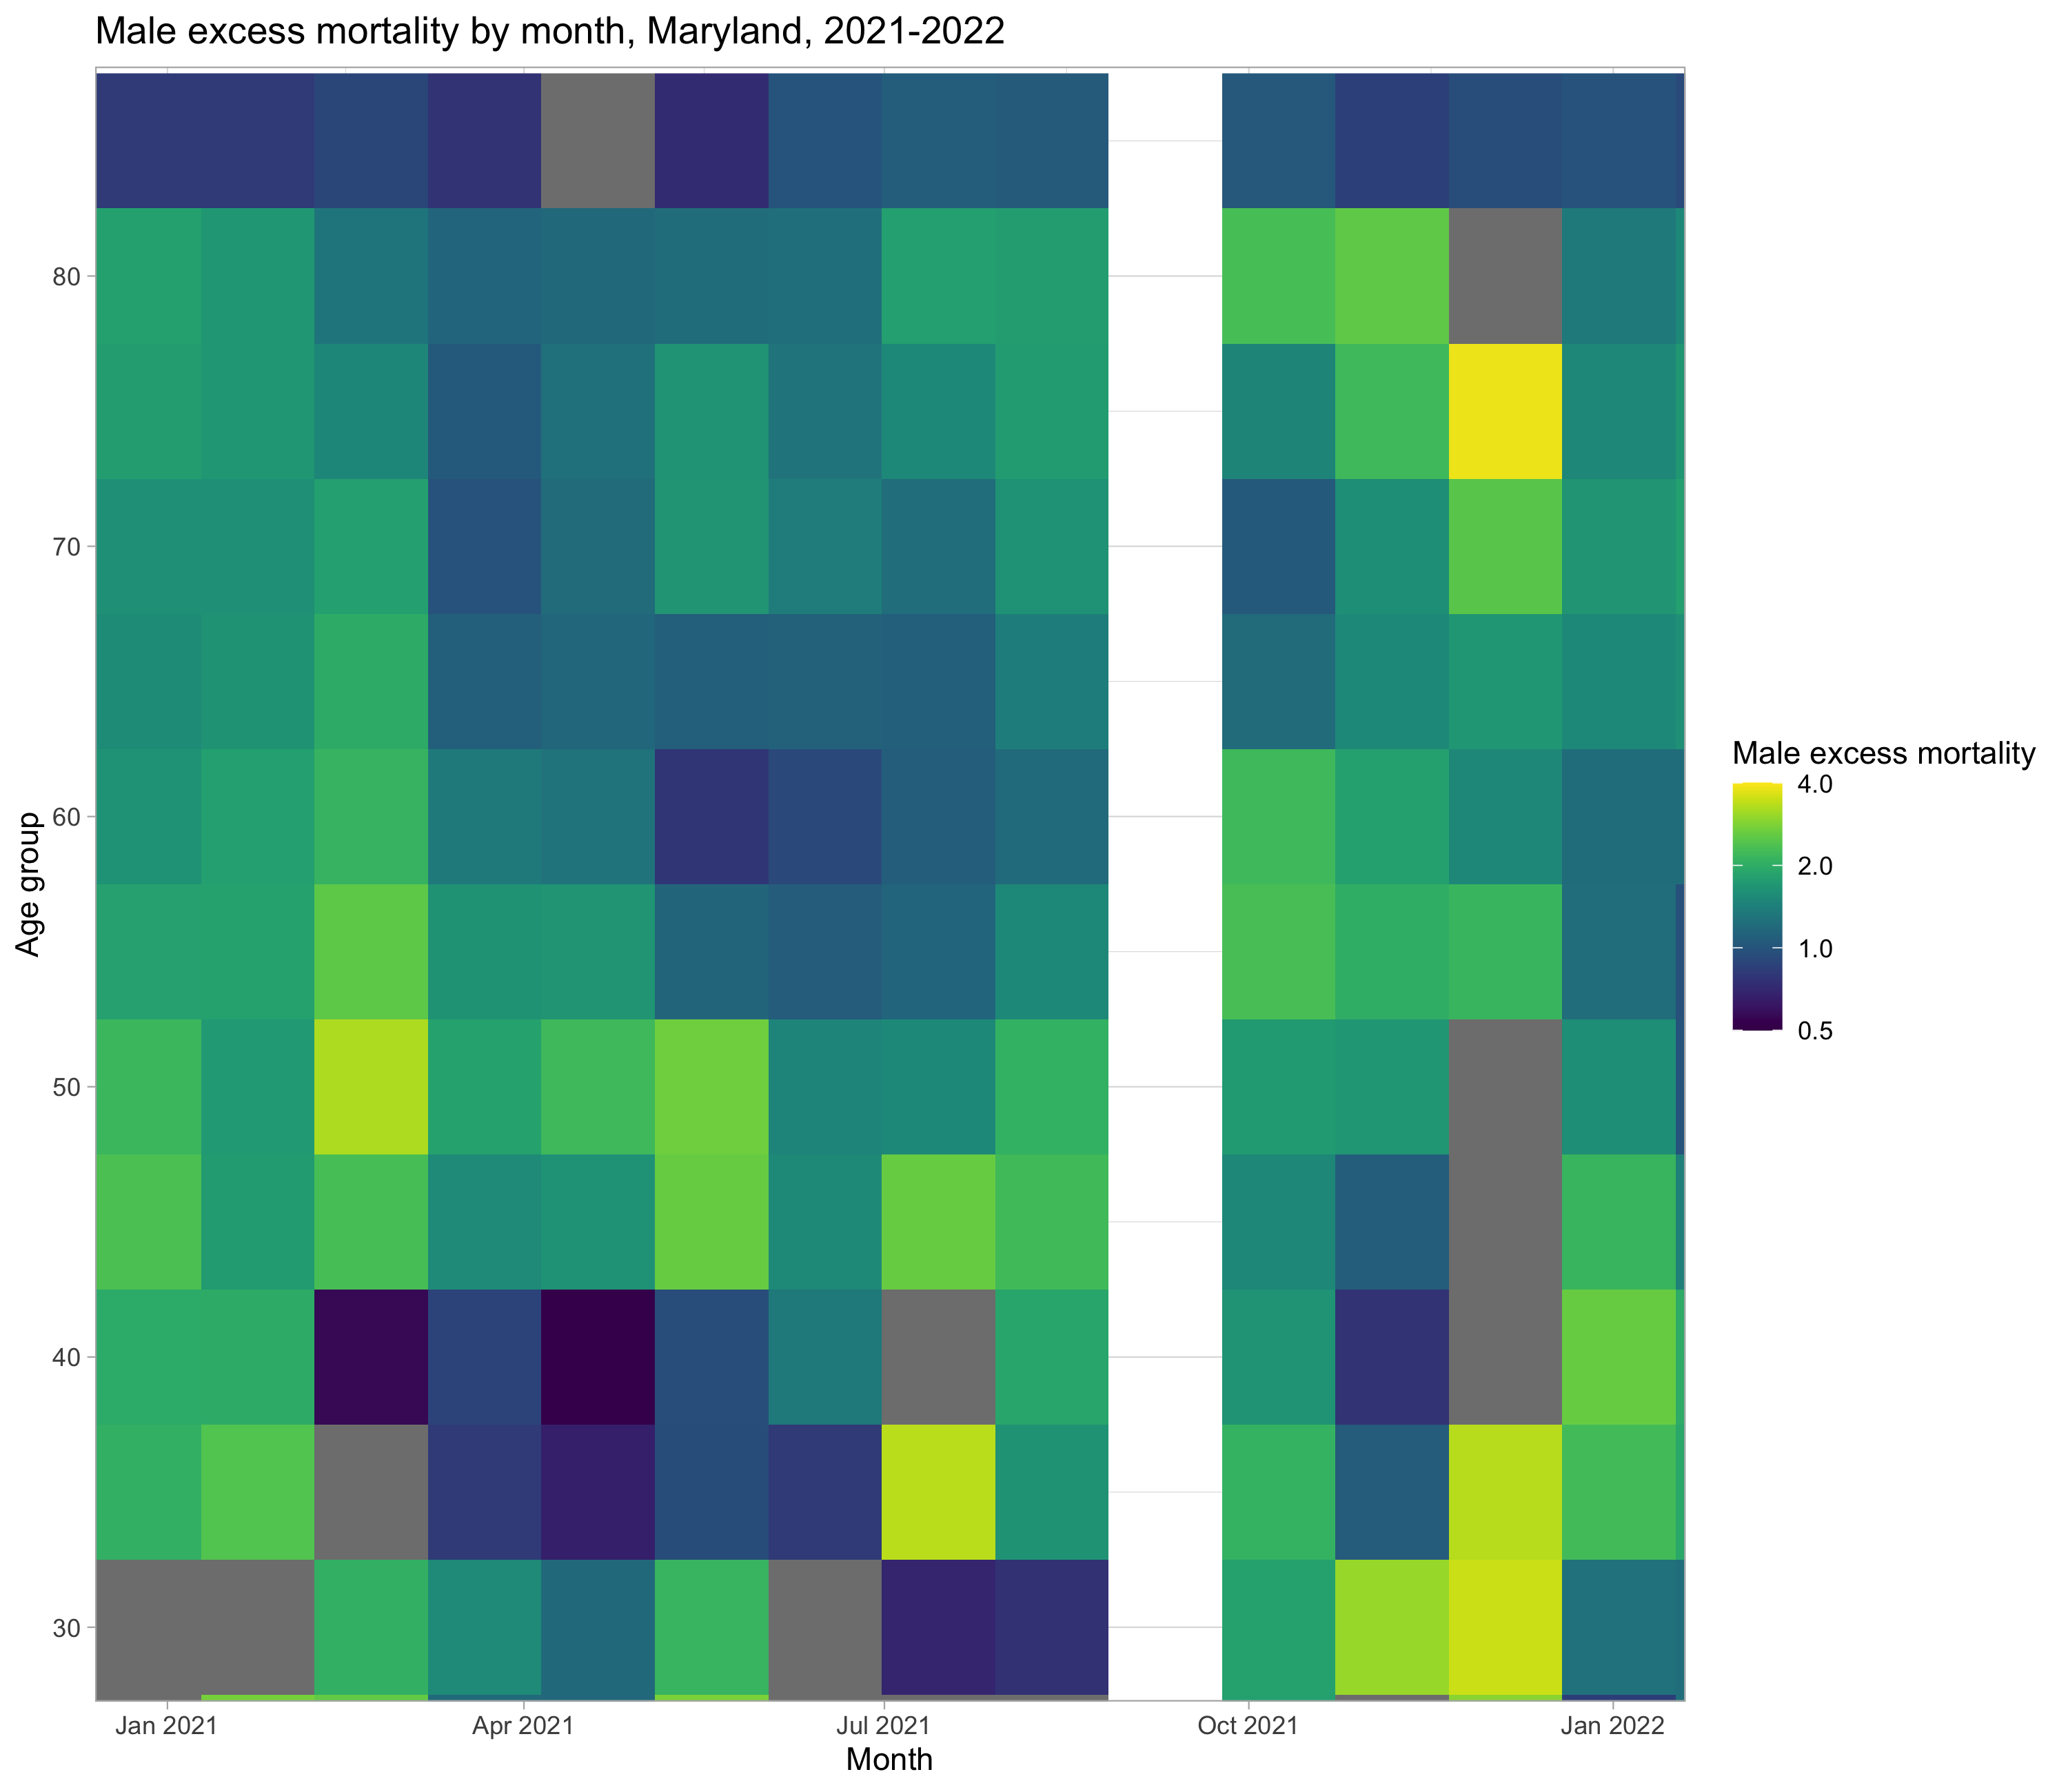 Male excess mortality by month, Maryland, 2021-2022
80
70
60
50
40
30
Age group
Jan 2021
Apr 2021
Jul 2021
Oct 2021
Jan 2022
Month
Male excess mortality
4.0
2.0
1.0
0.5